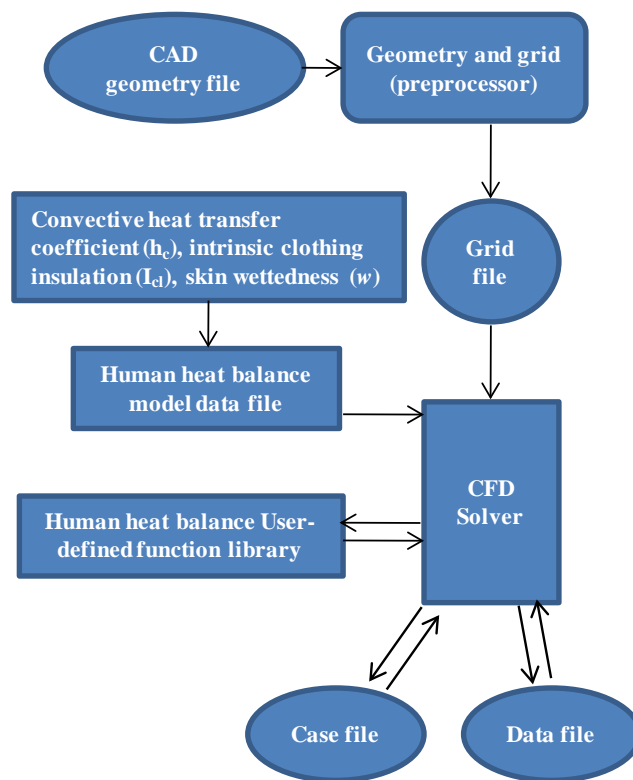 CAD
geometry file
Geometry and grid
(preprocessor)
Convective heat transfer
coefficient (hc), intrinsic clothing
insulation (Icl), skin wettedness (w)
Grid
file
Human heat balance
model data file
CFD
Solver
Human heat balance User-
defined function library
Case file
Data file